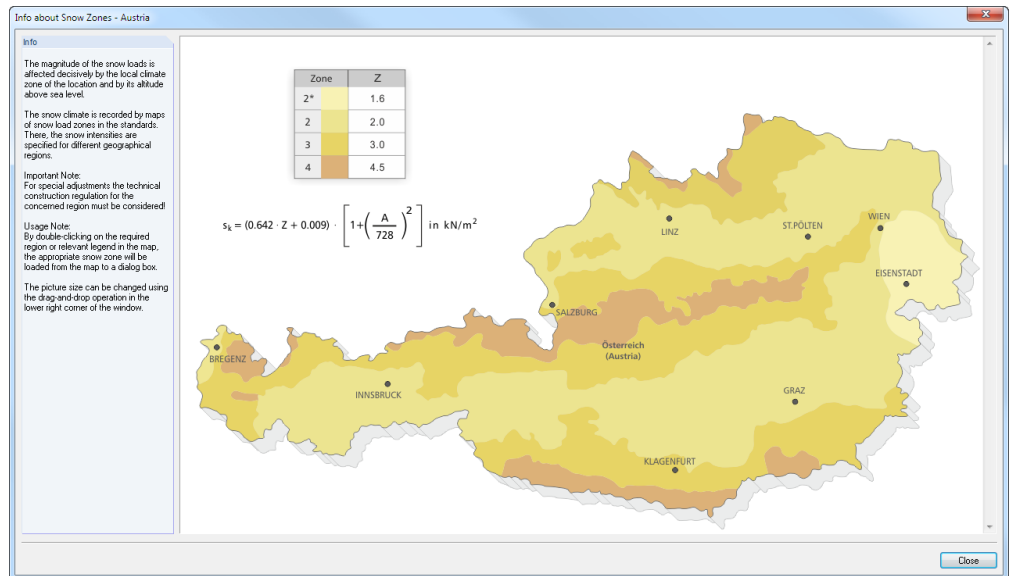 Info about Snow Zones - Austria
Info
The magnitude of the snow loads is
affected decisively by the local climate
zone of the location and by its altitude
above sea level.
The snow climate is recorded by maps
of snow load zones in the standards.
There, the snow intensities are
specified for different geographical
regions.
Important Note:
For special adjustments the technical
construction regulation for the
concerned region must be considered!
Usage Note:
By double-clicking on the required
region or relevant legend in the map,
the appropriate snow zone will be
loaded from the map to a dialog box.
The picture size can be changed using
the drag-and-drop operation in the
lower right corner of the window.
Zone Z
2* 1.6
2 2.0
3 3.0
4 4.5
sₖ = (0.642 · Z + 0.009) · [1+(A/728)²] in kN/m²
LINZ
ST.PÖLTEN
WIEN
EISENSTADT
SALZBURG
Österreich
(Austria)
BREGENZ
INNSBRUCK
GRAZ
KLAGENFURT
Close